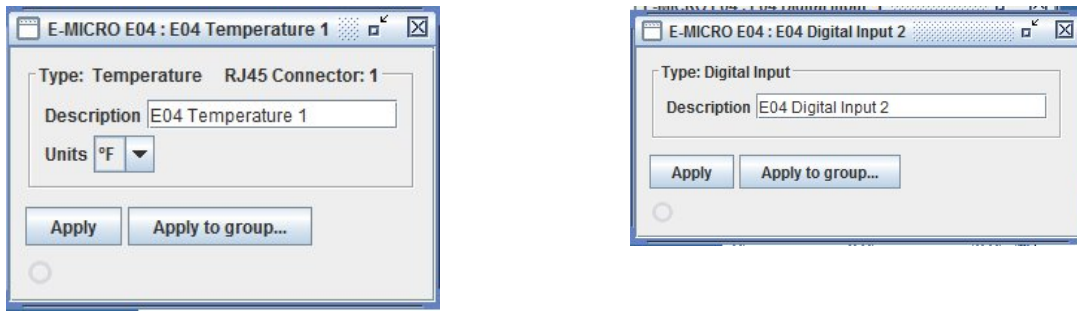 E-MICRO E04 : E04 Temperature 1
Type: Temperature RJ45 Connector: 1
Description E04 Temperature 1
Units °F
Apply Apply to group...
E-MICRO E04 : E04 Digital Input 2
Type: Digital Input
Description E04 Digital Input 2
Apply Apply to group...